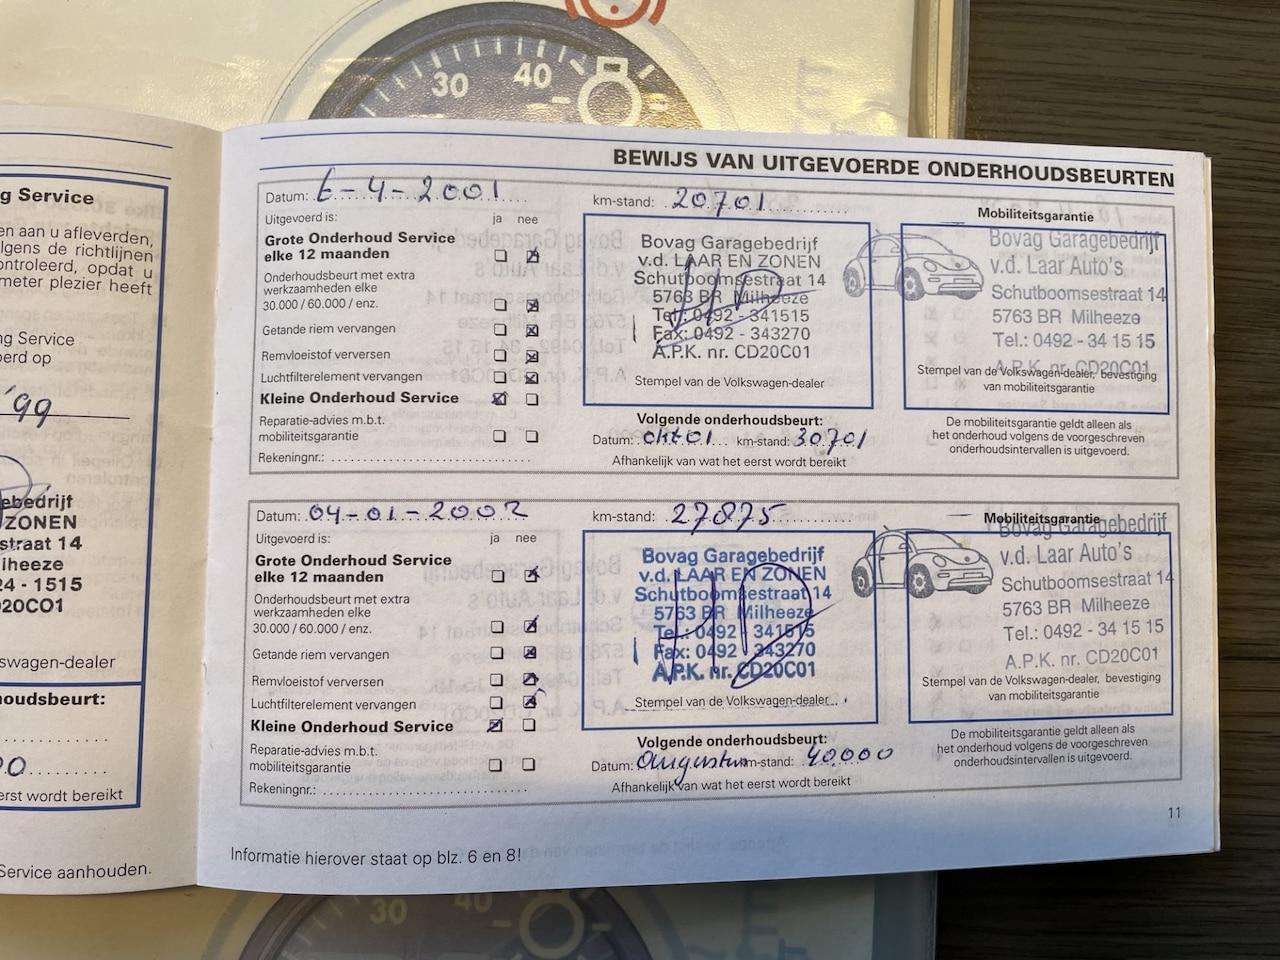 30 40
g Service
en aan u afleverden,
lgens de richtlijnen
ontroleerd, opdat u
meter plezier heeft
ng Service
oerd op
'99
ebedrijf
ZONEN
straat 14
lheeze
24 - 1515
20CO1
swagen-dealer
houdsbeurt:
erst wordt bereikt
Service aanhouden.
BEWIJS VAN UITGEVOERDE ONDERHOUDSBEURTEN
Datum: 6-4-2001
Uitgevoerd is: ja nee
Grote Onderhoud Service
elke 12 maanden
Onderhoudsbeurt met extra
werkzaamheden elke
30.000 / 60.000 / enz.
Getande riem vervangen
Remvloeistof verversen
Luchtfilterelement vervangen
Kleine Onderhoud Service
Reparatie-advies m.b.t.
mobiliteitsgarantie
Rekeningnr.:
km-stand: 20701
Bovag Garagebedrijf
v.d. LAAR EN ZONEN
Schutboomsestraat 14
5763 BR Milheeze
Tel.: 0492 - 341515
Fax: 0492 - 343270
A.P.K. nr. CD20C01
Stempel van de Volkswagen-dealer
Volgende onderhoudsbeurt:
Datum: okt 01 km-stand: 30701
Afhankelijk van wat het eerst wordt bereikt
Mobiliteitsgarantie
Bovag Garagebedrijf
v.d. Laar Auto's
Schutboomsestraat 14
5763 BR Milheeze
Tel.: 0492 - 34 15 15
A.P.K. nr. CD20C01
Stempel van de Volkswagen-dealer, bevestiging
van mobiliteitsgarantie
De mobiliteitsgarantie geldt alleen als
het onderhoud volgens de voorgeschreven
onderhoudsintervallen is uitgevoerd.
Datum: 04-01-2002
Uitgevoerd is: ja nee
Grote Onderhoud Service
elke 12 maanden
Onderhoudsbeurt met extra
werkzaamheden elke
30.000 / 60.000 / enz.
Getande riem vervangen
Remvloeistof verversen
Luchtfilterelement vervangen
Kleine Onderhoud Service
Reparatie-advies m.b.t.
mobiliteitsgarantie
Rekeningnr.:
km-stand: 27875
Bovag Garagebedrijf
v.d. LAAR EN ZONEN
Schutboomsestraat 14
5763 BR Milheeze
Tel.: 0492 - 341515
Fax: 0492 - 343270
A.P.K. nr. CD20C01
Stempel van de Volkswagen-dealer
Volgende onderhoudsbeurt:
Datum: Augustus km-stand: 40.000
Afhankelijk van wat het eerst wordt bereikt
Mobiliteitsgarantie
Bovag Garagebedrijf
v.d. Laar Auto's
Schutboomsestraat 14
5763 BR Milheeze
Tel.: 0492 - 34 15 15
A.P.K. nr. CD20C01
Stempel van de Volkswagen-dealer, bevestiging
van mobiliteitsgarantie
De mobiliteitsgarantie geldt alleen als
het onderhoud volgens de voorgeschreven
onderhoudsintervallen is uitgevoerd.
11
Informatie hierover staat op blz. 6 en 8!
30 40